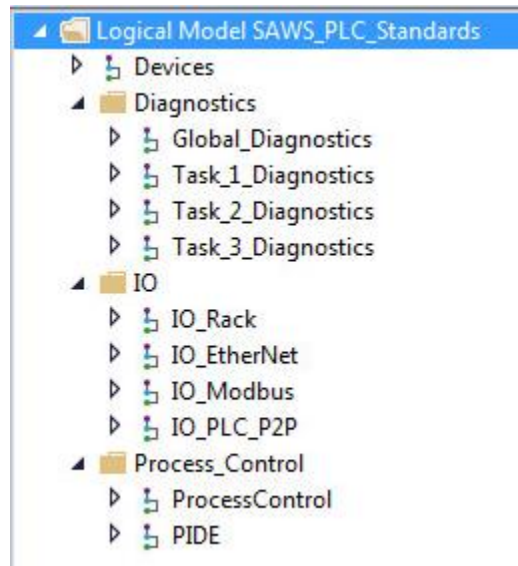 Logical Model SAWS_PLC_Standards
Devices
Diagnostics
Global_Diagnostics
Task_1_Diagnostics
Task_2_Diagnostics
Task_3_Diagnostics
IO
IO_Rack
IO_EtherNet
IO_Modbus
IO_PLC_P2P
Process_Control
ProcessControl
PIDE